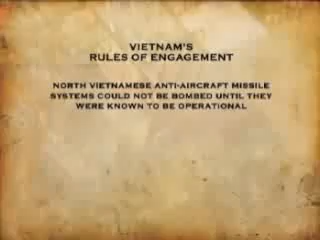 VIETNAM'S
RULES OF ENGAGEMENT
NORTH VIETNAMESE ANTI-AIRCRAFT MISSILE
SYSTEMS COULD NOT BE BOMBED UNTIL THEY
WERE KNOWN TO BE OPERATIONAL